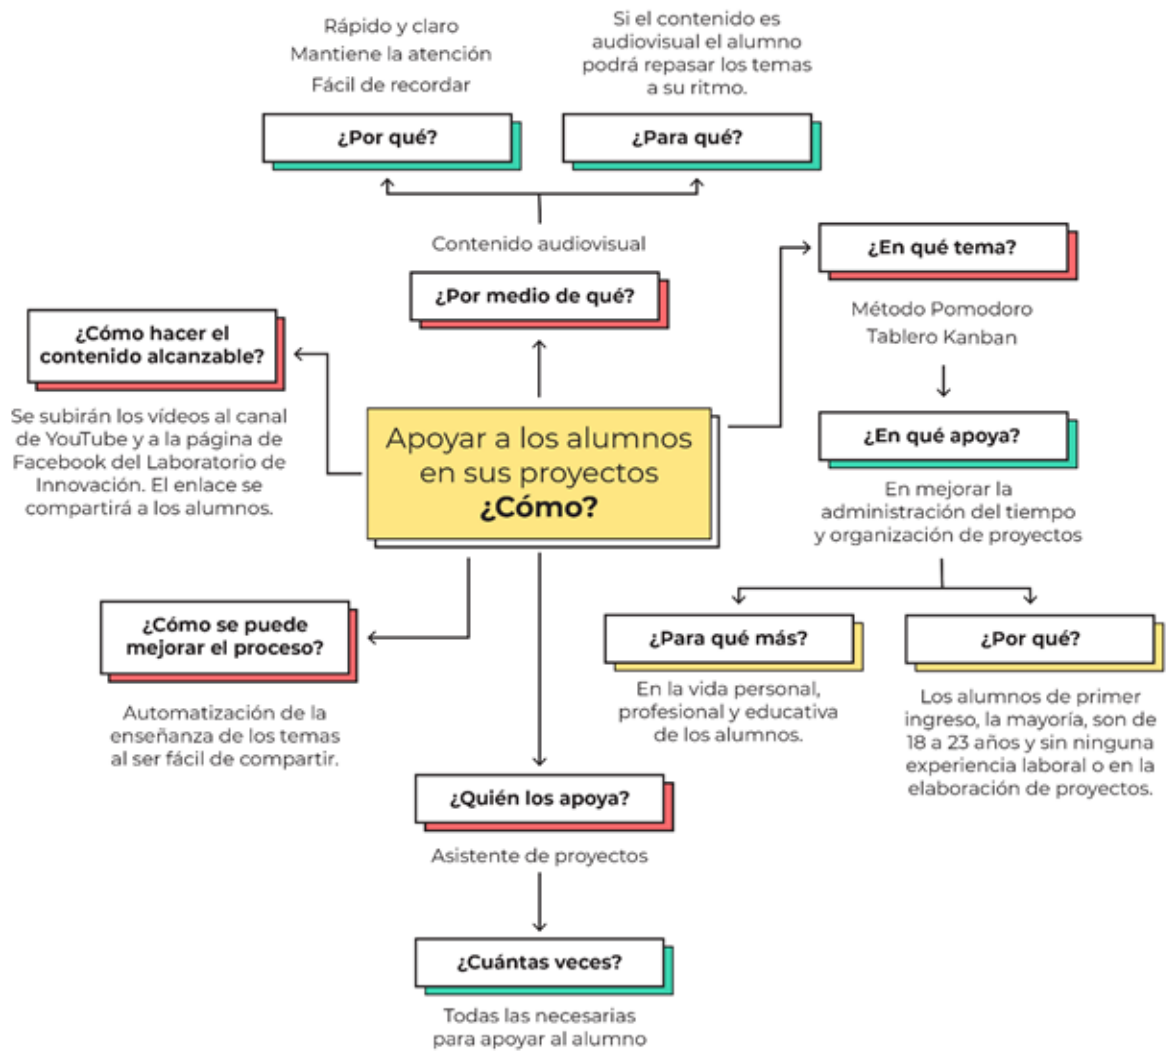 Rápido y claro
Mantiene la atención
Fácil de recordar
¿Por qué?
Si el contenido es
audiovisual el alumno
podrá repasar los temas
a su ritmo.
¿Para qué?
Contenido audiovisual
¿Por medio de qué?
¿En qué tema?
Método Pomodoro
Tablero Kanban
¿En qué apoya?
En mejorar la
administración del tiempo
y organización de proyectos
¿Para qué más?
En la vida personal,
profesional y educativa
de los alumnos.
¿Por qué?
Los alumnos de primer
ingreso, la mayoría, son de
18 a 23 años y sin ninguna
experiencia laboral o en la
elaboración de proyectos.
¿Cómo hacer el
contenido alcanzable?
Se subirán los vídeos al canal
de YouTube y a la página de
Facebook del Laboratorio de
Innovación. El enlace se
compartirá a los alumnos.
Apoyar a los alumnos
en sus proyectos
¿Cómo?
¿Cómo se puede
mejorar el proceso?
Automatización de la
enseñanza de los temas
al ser fácil de compartir.
¿Quién los apoya?
Asistente de proyectos
¿Cuántas veces?
Todas las necesarias
para apoyar al alumno